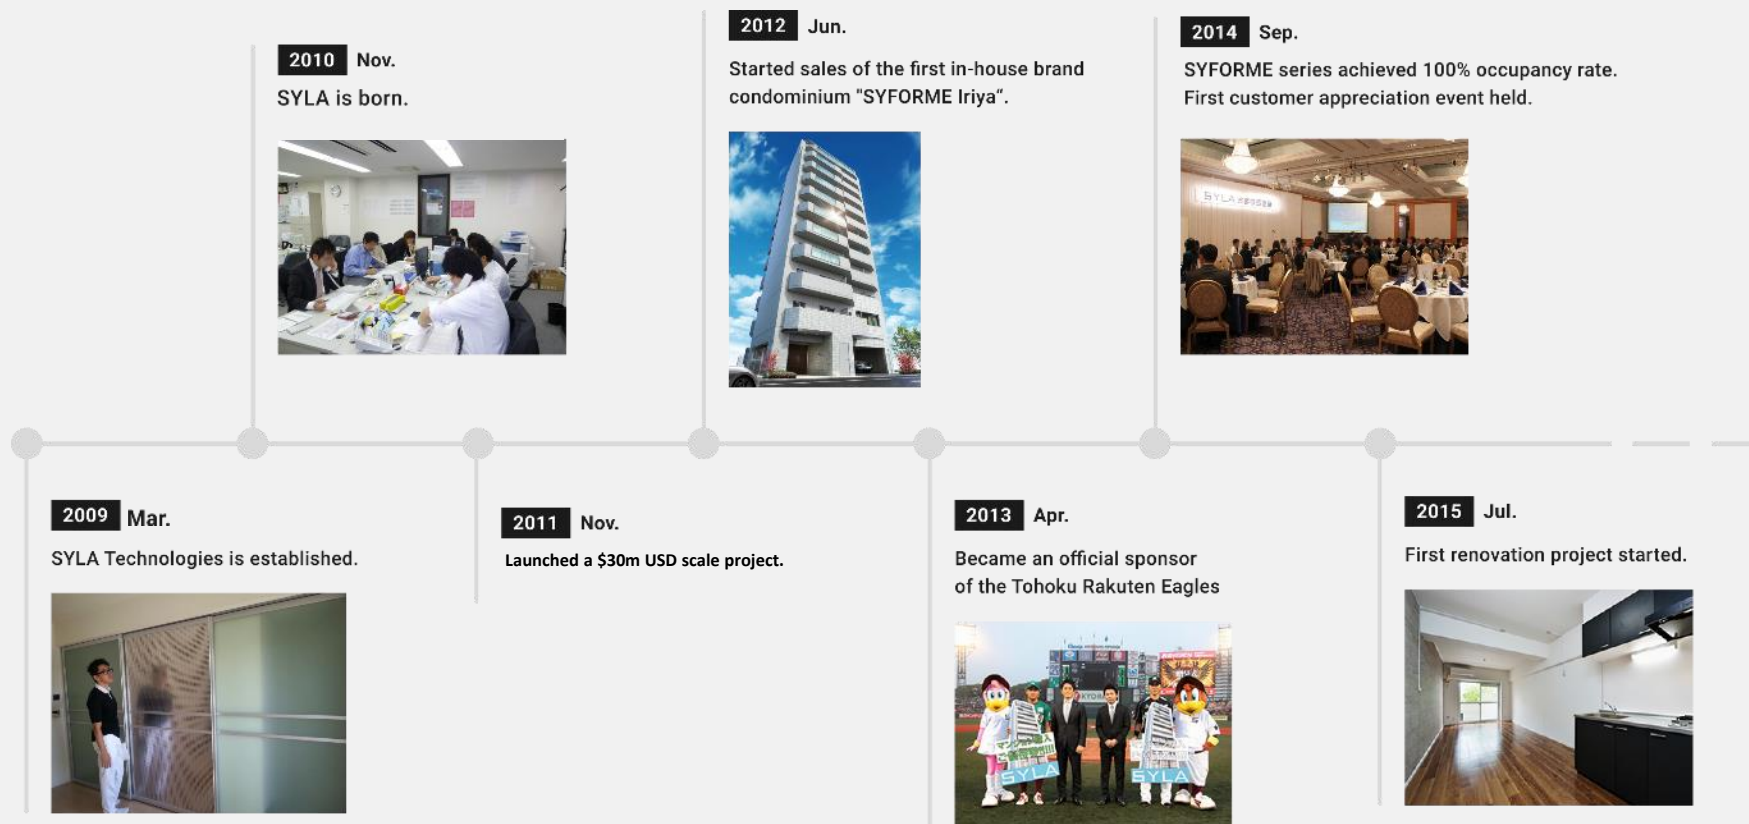 2010 Nov.
SYLA is born.
2012 Jun.
Started sales of the first in-house brand
condominium "SYFORME Iriya“.
2014 Sep.
SYFORME series achieved 100% occupancy rate.
First customer appreciation event held.
SYLA
2009 Mar.
SYLA Technologies is established.
2011 Nov.
Launched a $30m USD scale project.
2013 Apr.
Became an official sponsor
of the Tohoku Rakuten Eagles
SYLA
SYLA
2015 Jul.
First renovation project started.